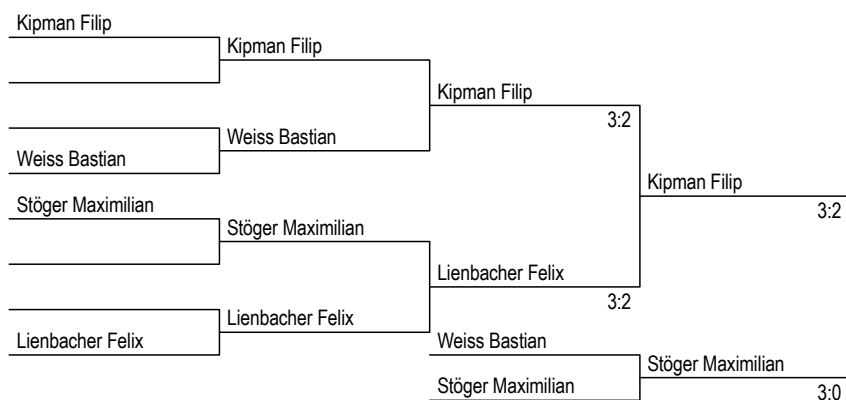 Kipman Filip
Kipman Filip
Kipman Filip
3:2
Weiss Bastian
Weiss Bastian
Kipman Filip
3:2
Stöger Maximilian
Stöger Maximilian
Lienbacher Felix
3:2
Lienbacher Felix
Lienbacher Felix
Weiss Bastian
Stöger Maximilian
Stöger Maximilian
3:0